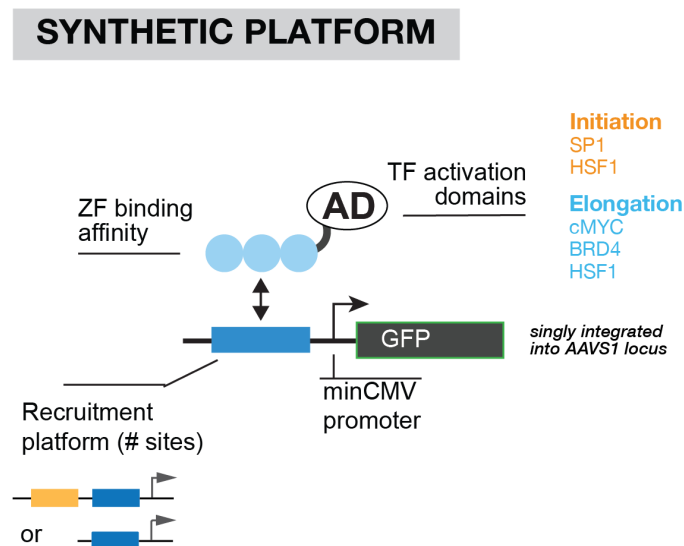 SYNTHETIC PLATFORM
Initiation
SP1
HSF1
TF activation
domains
AD
ZF binding
affinity
Elongation
cMYC
BRD4
HSF1
GFP
singly integrated
into AAVS1 locus
minCMV
promoter
Recruitment
platform (# sites)
or